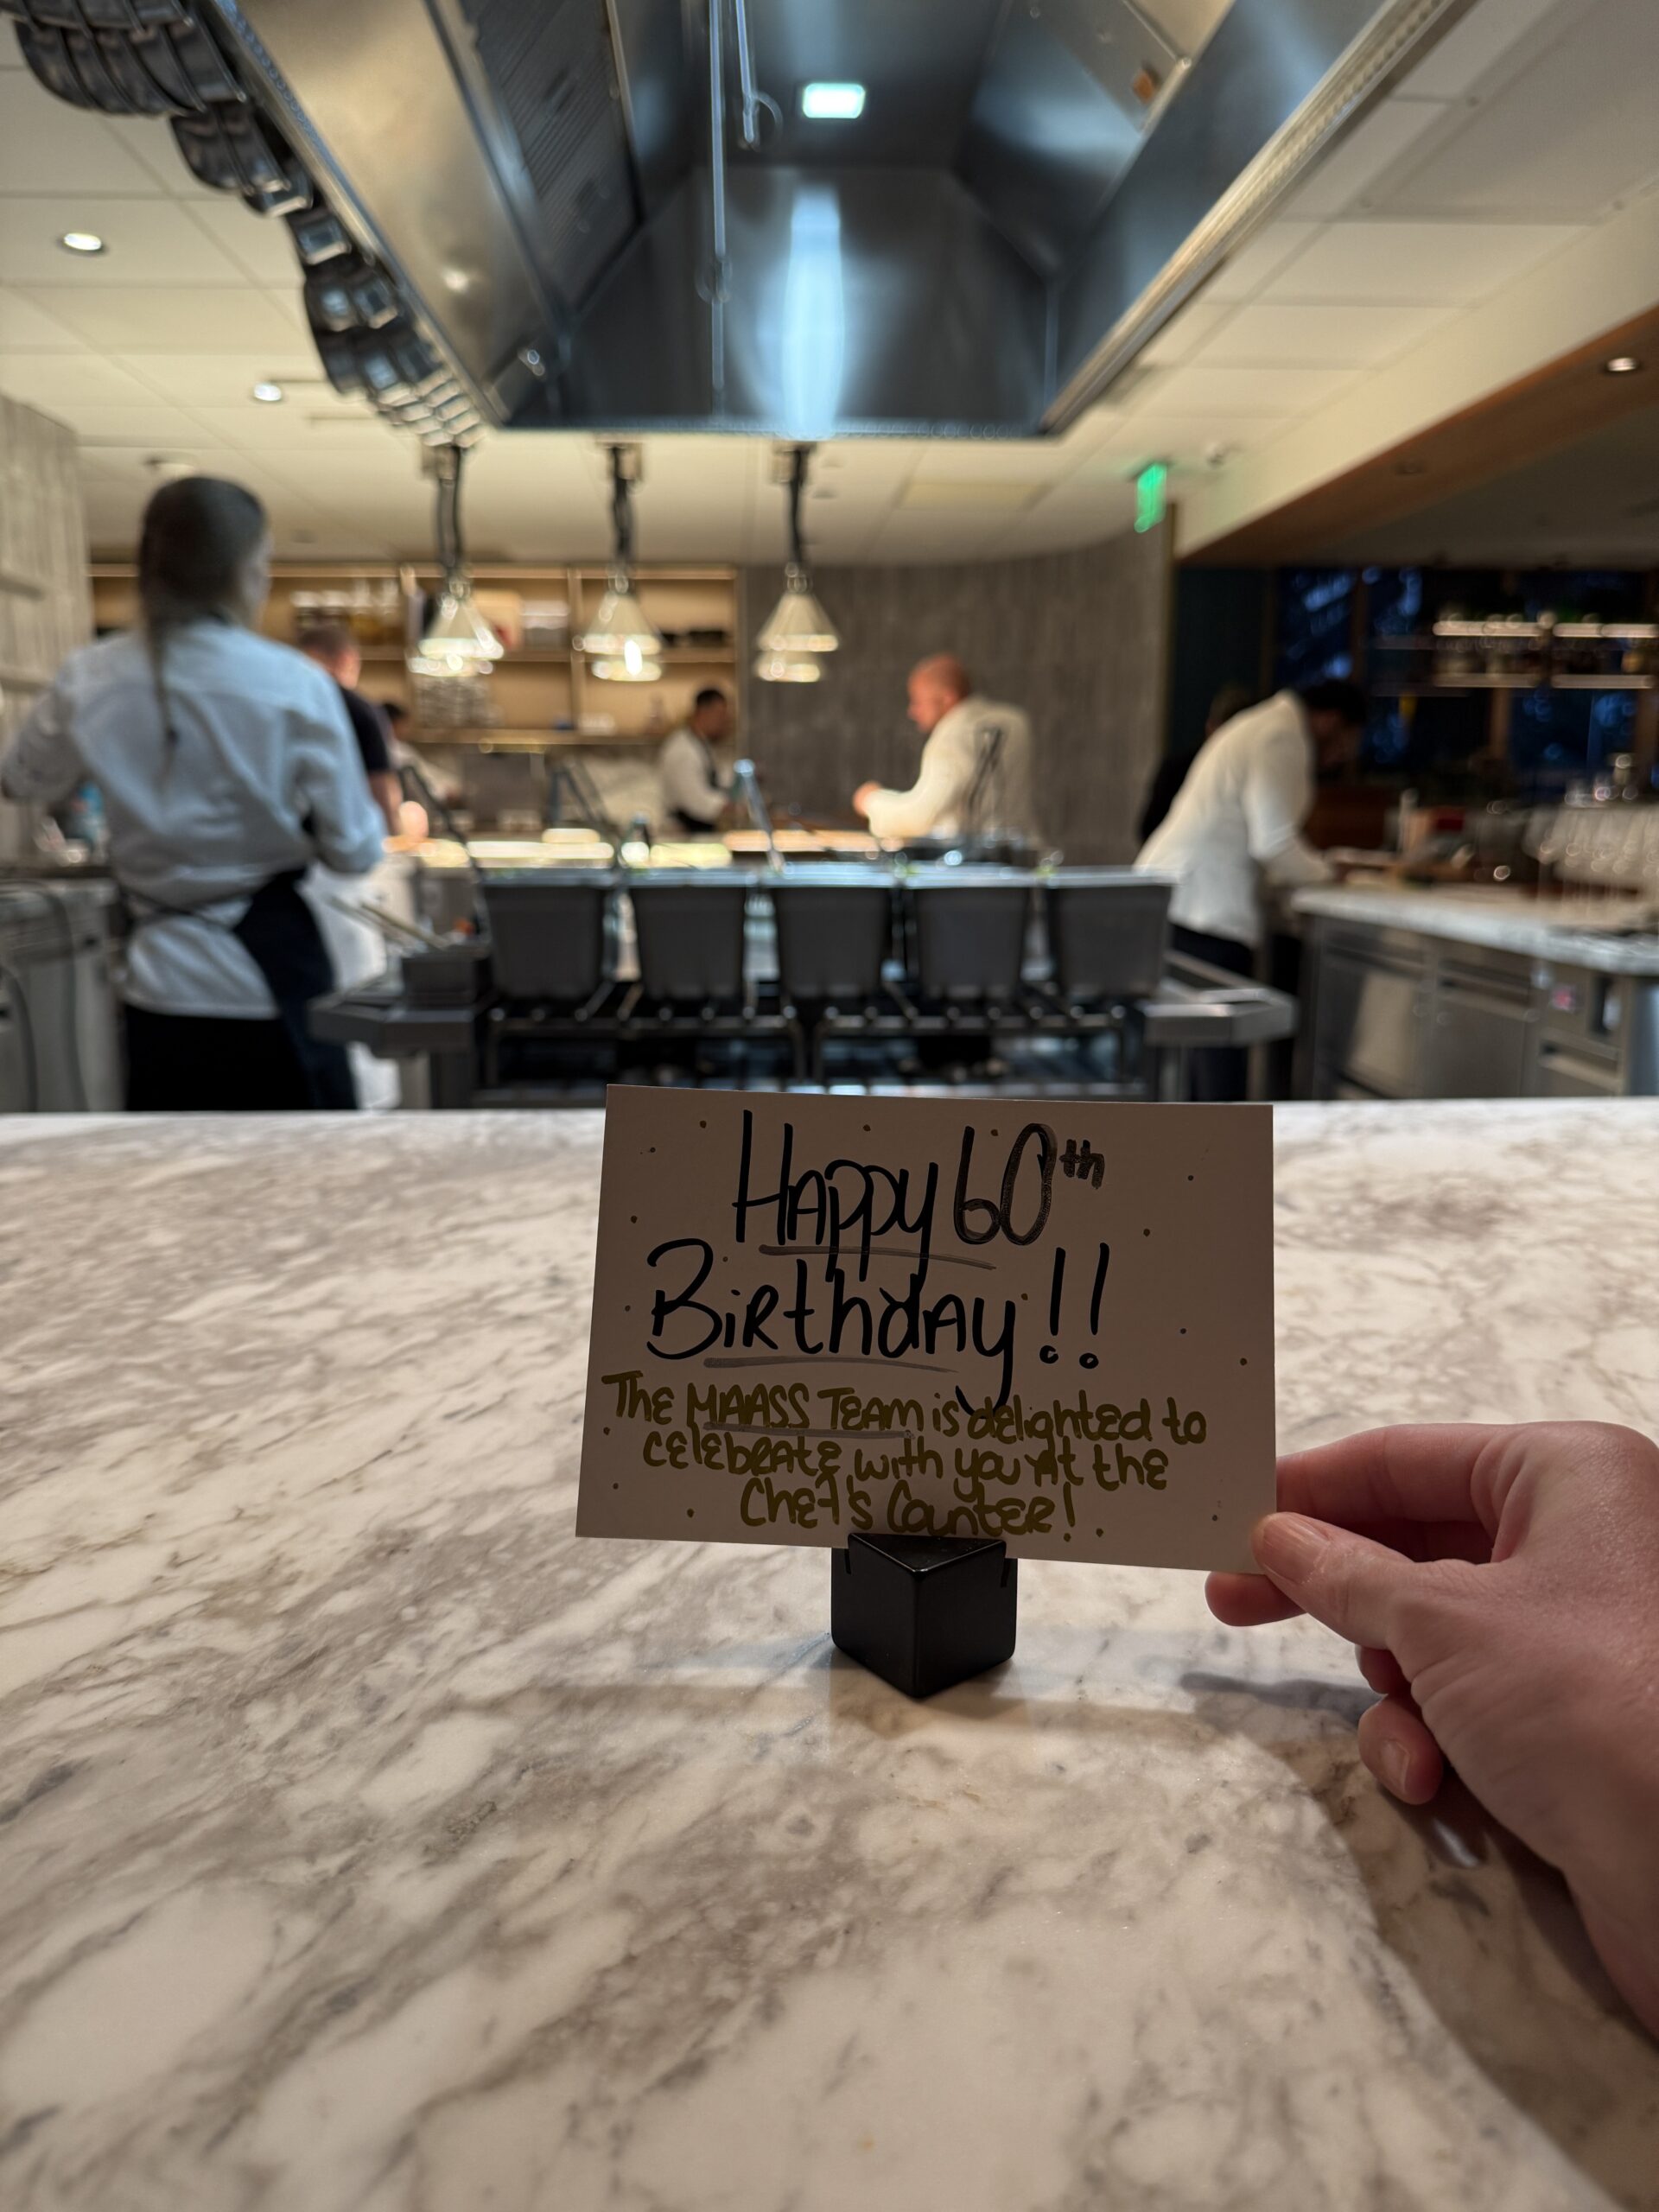 Happy 60th
Birthday!!
The MAASS TEAM is delighted to
celebrate with you at the
Chef's Counter!